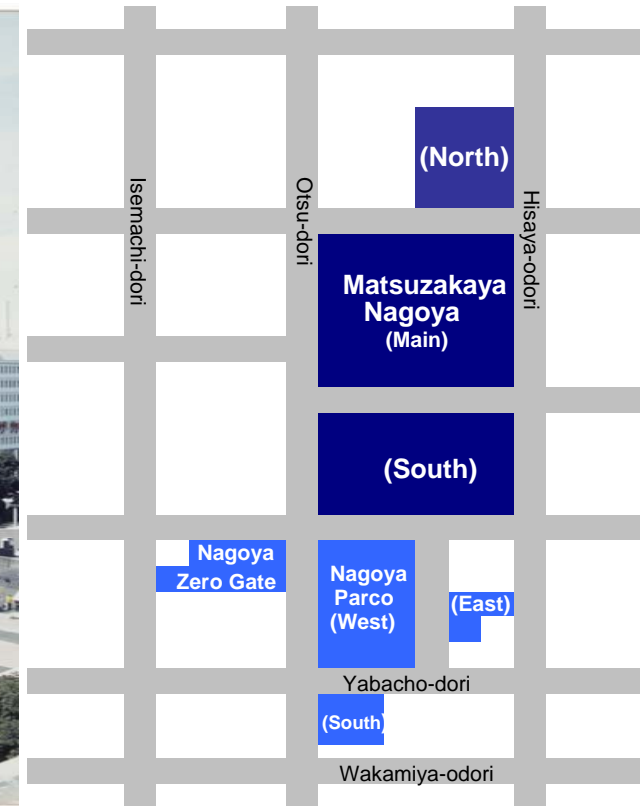 (North)
Isemachi-dori
Otsu-dori
Hisaya-odori
Matsuzakaya
Nagoya
(Main)
(South)
Nagoya
Zero Gate
Nagoya
Parco
(West)
(East)
Yabacho-dori
(South)
Wakamiya-odori